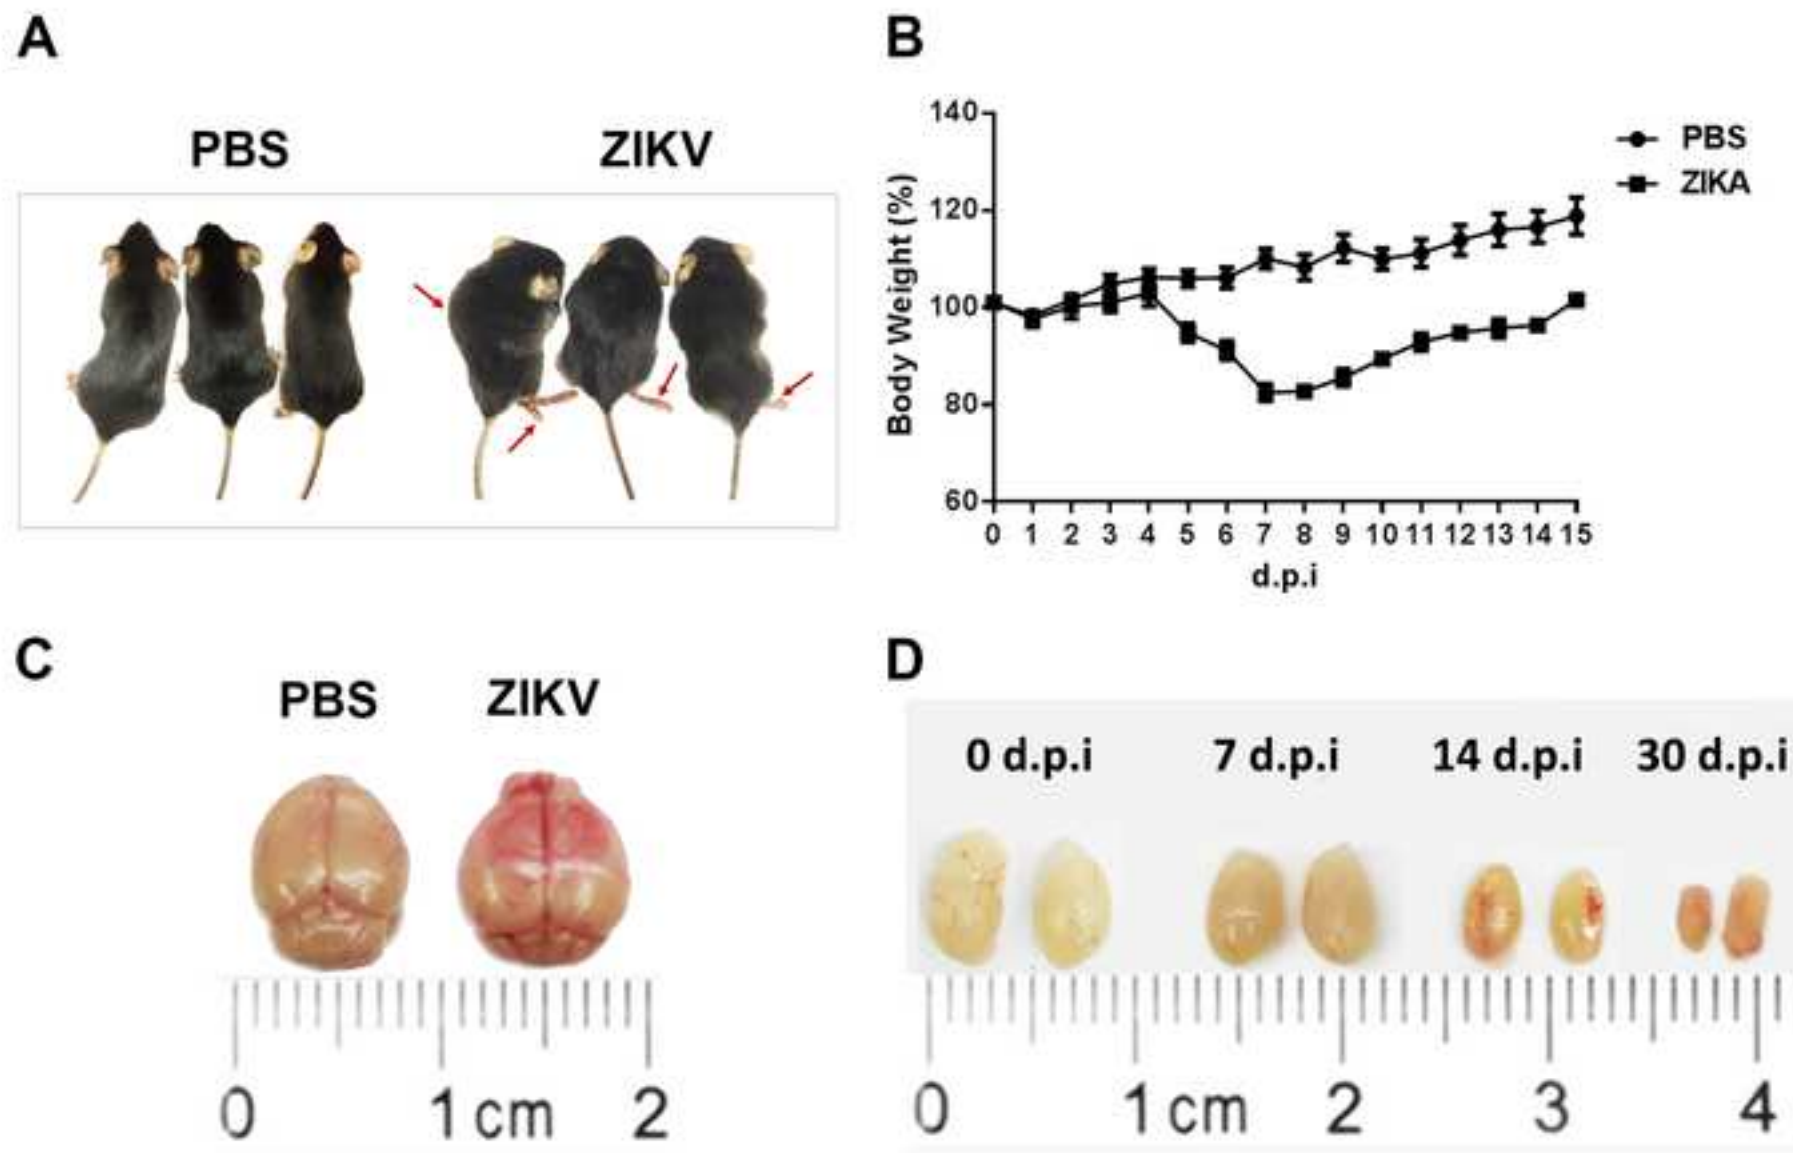 A
PBS ZIKV
B
140
120
100
80
60
Body Weight (%)
0 1 2 3 4 5 6 7 8 9 10 11 12 13 14 15
d.p.i
PBS
ZIKA
C
PBS ZIKV
0 1 cm 2
D
0 d.p.i 7 d.p.i 14 d.p.i 30 d.p.i
0 1 cm 2 3 4